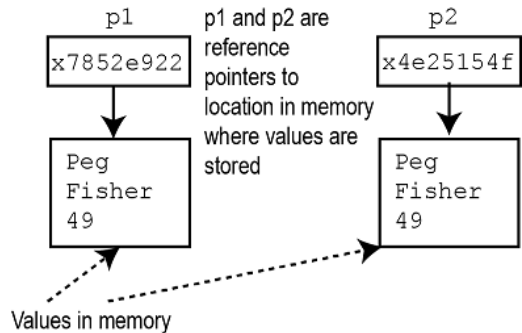 p1
x7852e922
Peg
Fisher
49
p1 and p2 are
reference
pointers to
location in memory
where values are
stored
p2
x4e25154f
Peg
Fisher
49
Values in memory